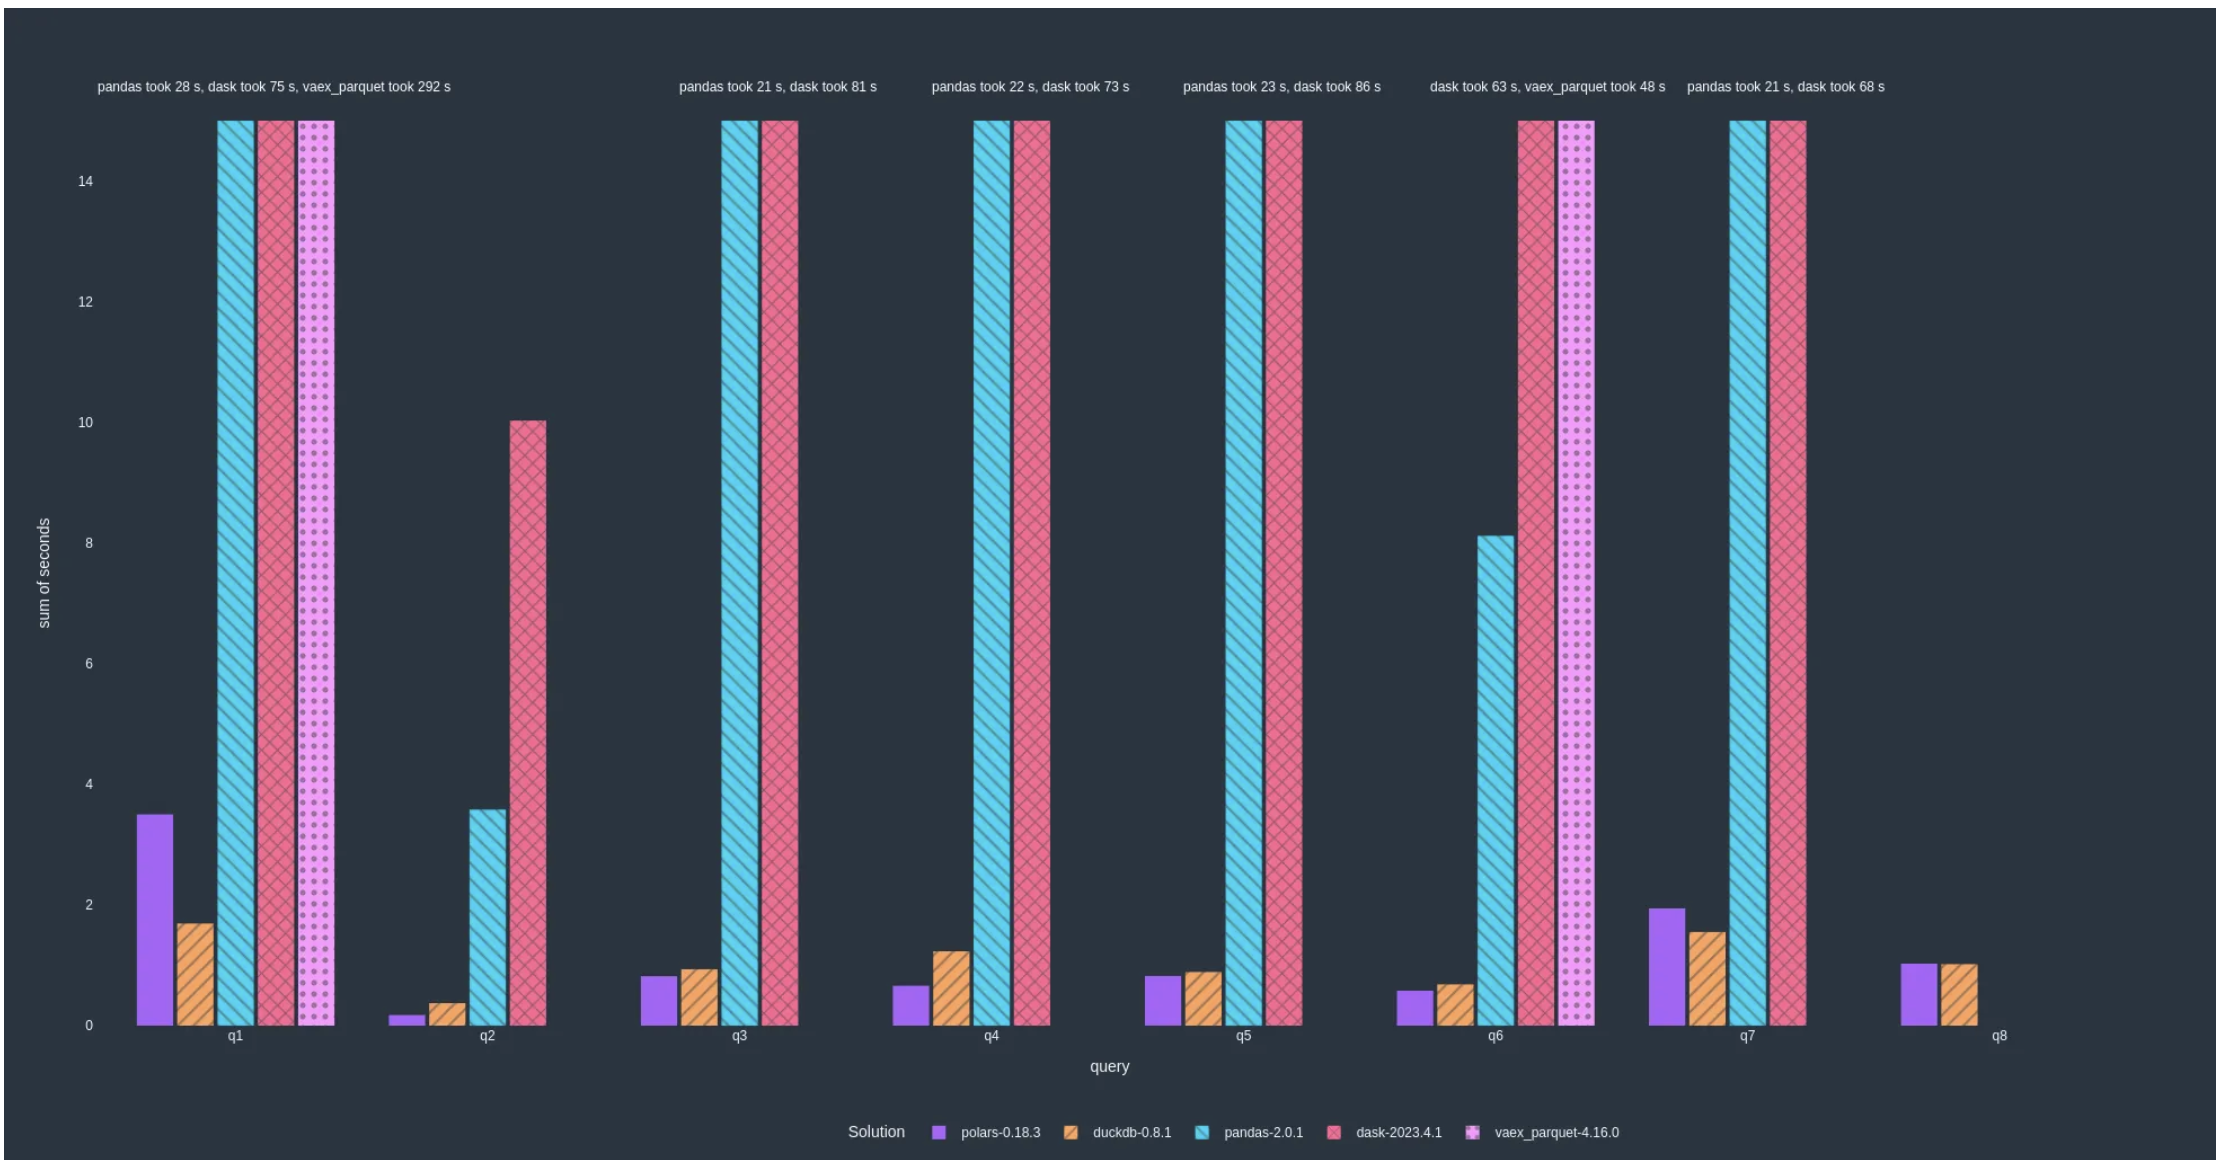 pandas took 28 s, dask took 75 s, vaex_parquet took 292 s
pandas took 21 s, dask took 81 s
pandas took 22 s, dask took 73 s
pandas took 23 s, dask took 86 s
dask took 63 s, vaex_parquet took 48 s
pandas took 21 s, dask took 68 s
14
12
10
8
6
4
2
0
sum of seconds
q1
q2
q3
q4
q5
q6
q7
q8
query
Solution
polars-0.18.3
duckdb-0.8.1
pandas-2.0.1
dask-2023.4.1
vaex_parquet-4.16.0